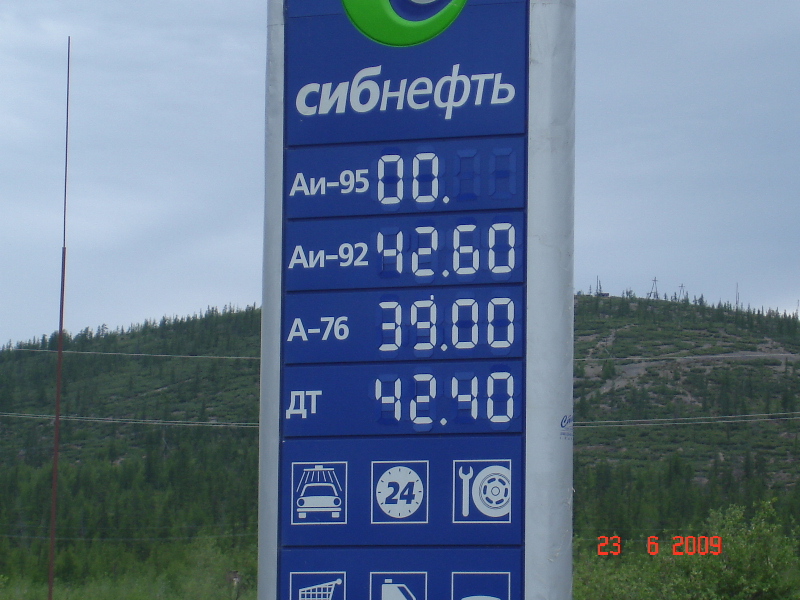 сибнефть
Аи-95 00.
Аи-92 42.60
А-76 39.00
ДТ 42.40
24
23 6 2009